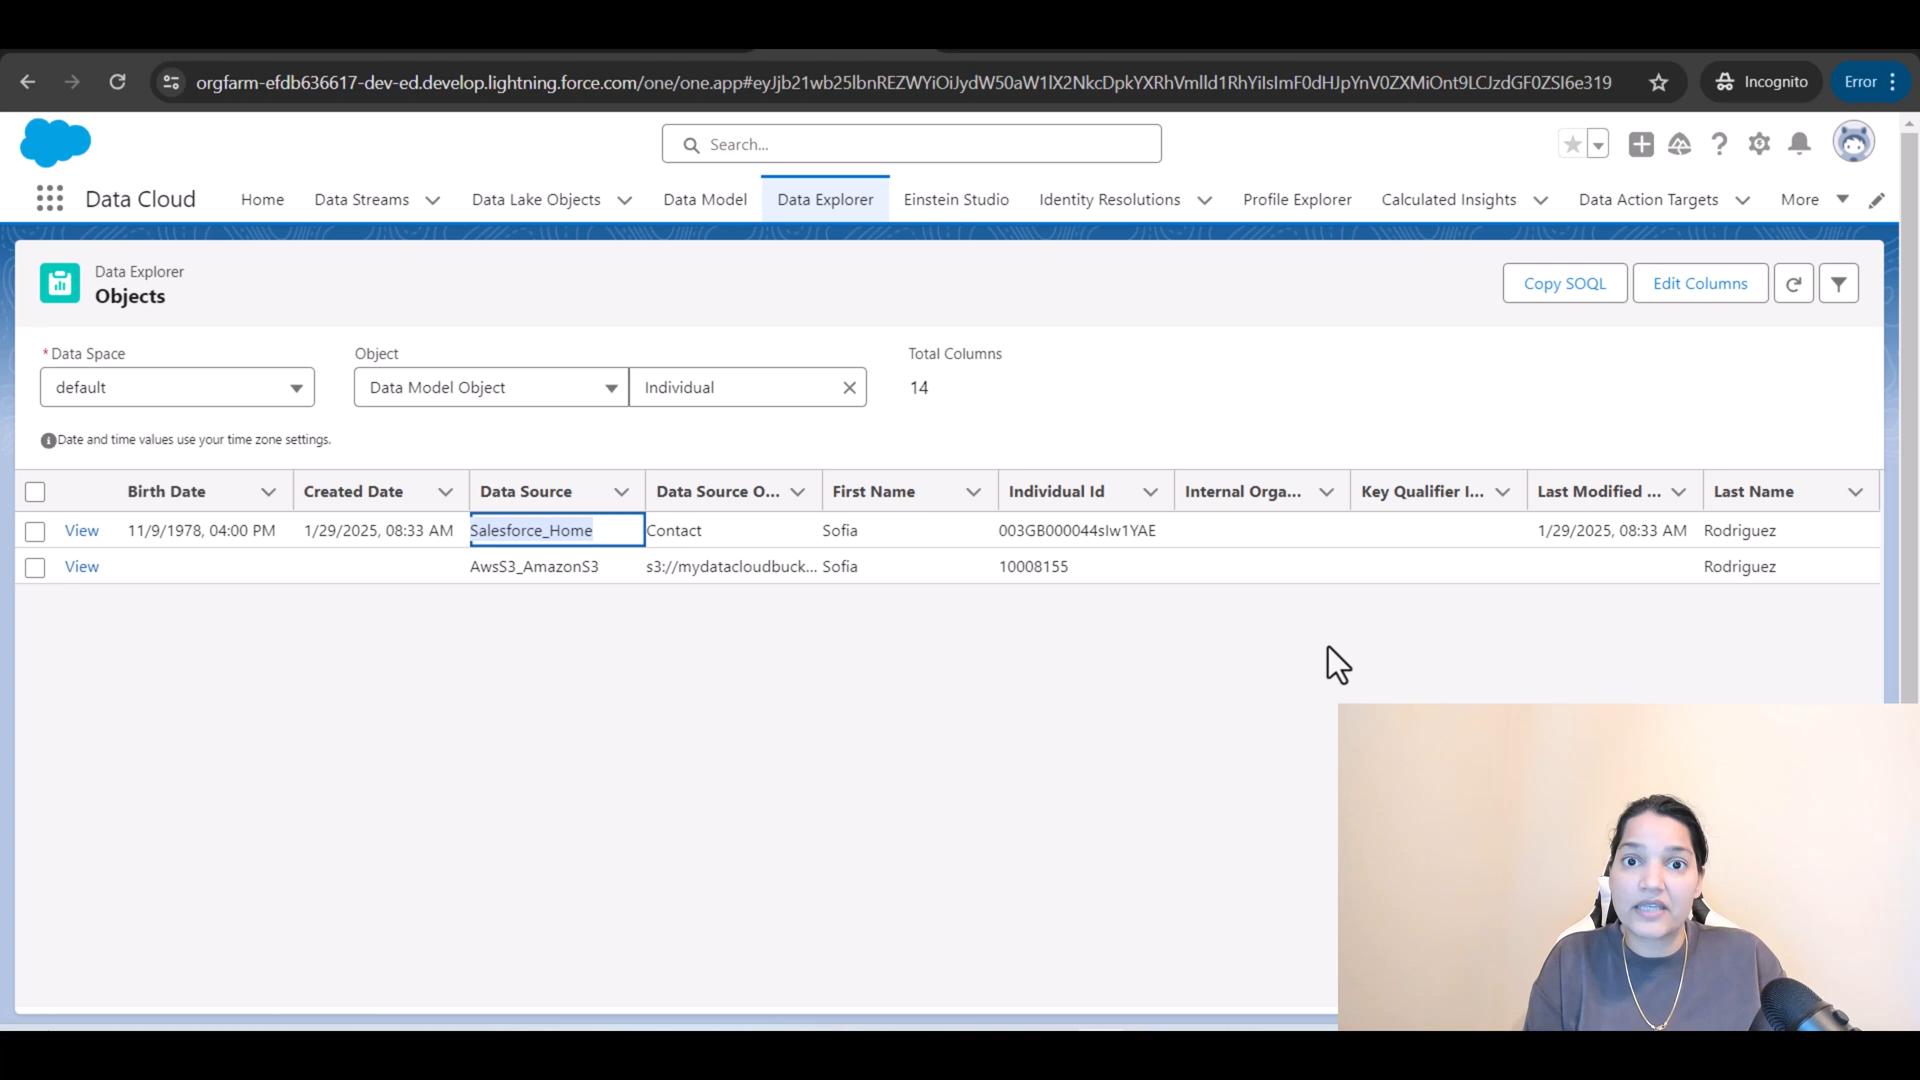 orgfarm-efdb636617-dev-ed.develop.lightning.force.com/one/one.app#eyJjb21wb25lbnREZWYiOiJydW50aW1lX2NkcDpkYXRhVmlld1RhYiIsImF0dHJpYnV0ZXMiOnt9LCJzdGF0ZSI6e319 Incognito Error
Search...
Data Cloud Home Data Streams Data Lake Objects Data Model Data Explorer Einstein Studio Identity Resolutions Profile Explorer Calculated Insights Data Action Targets More
Data Explorer
Objects
Copy SOQL Edit Columns
* Data Space Object Total Columns
default Data Model Object Individual 14
Date and time values use your time zone settings.
Birth Date Created Date Data Source Data Source O... First Name Individual Id Internal Orga... Key Qualifier I... Last Modified ... Last Name
View 11/9/1978, 04:00 PM 1/29/2025, 08:33 AM Salesforce_Home Contact Sofia 003GB000044sIw1YAE 1/29/2025, 08:33 AM Rodriguez
View AwsS3_AmazonS3 s3://mydatacloudbuck... Sofia 10008155 Rodriguez